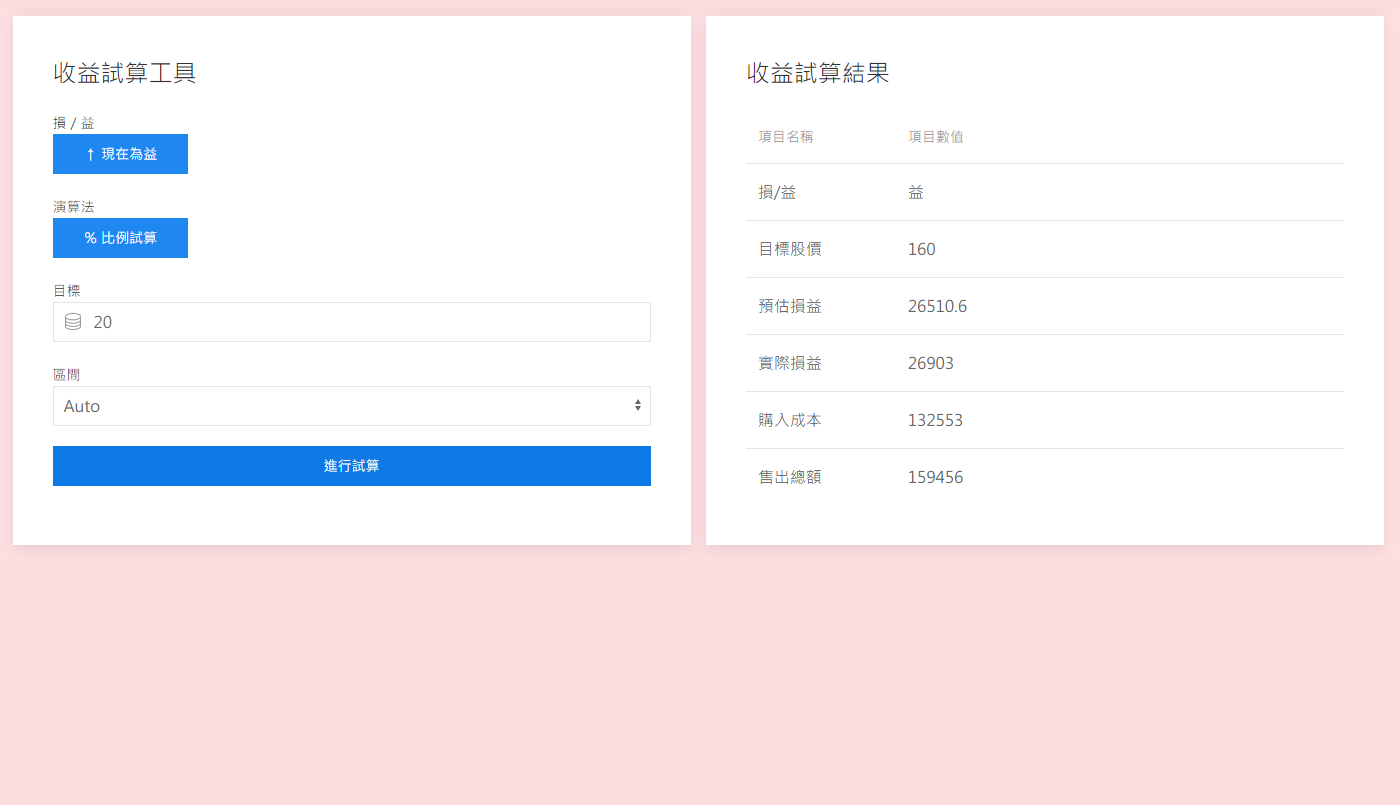 收益試算工具
損 / 益
↑ 現在為益
演算法
% 比例試算
目標
20
區間
Auto
進行試算
收益試算結果
項目名稱 項目數值
損/益 益
目標股價 160
預估損益 26510.6
實際損益 26903
購入成本 132553
售出總額 159456